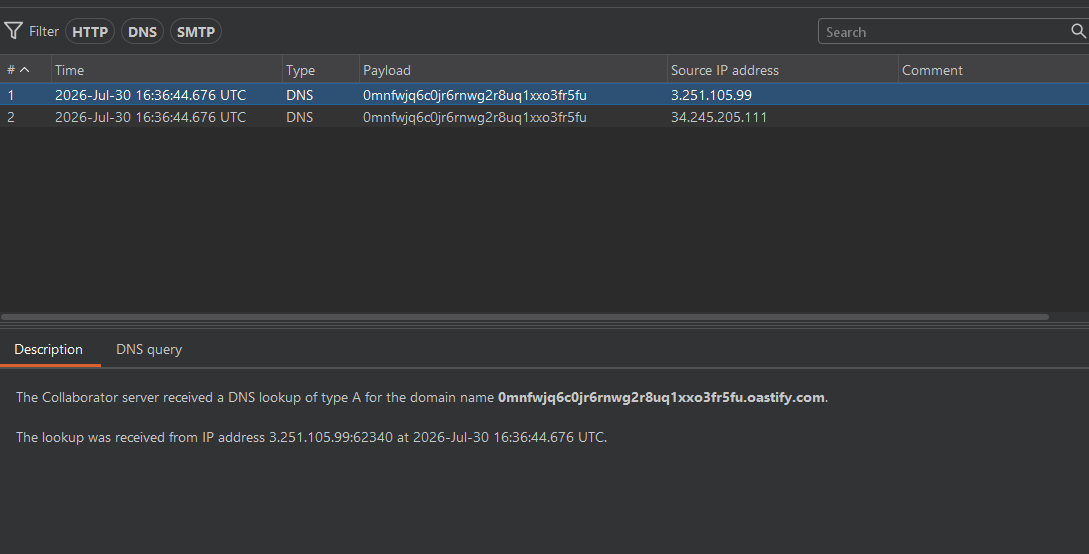 Filter HTTP DNS SMTP Search
# Time Type Payload Source IP address Comment
1 2026-Jul-30 16:36:44.676 UTC DNS 0mnfwjq6c0jr6rnwg2r8uq1xxo3fr5fu 3.251.105.99
2 2026-Jul-30 16:36:44.676 UTC DNS 0mnfwjq6c0jr6rnwg2r8uq1xxo3fr5fu 34.245.205.111
Description DNS query
The Collaborator server received a DNS lookup of type A for the domain name 0mnfwjq6c0jr6rnwg2r8uq1xxo3fr5fu.oastify.com.
The lookup was received from IP address 3.251.105.99:62340 at 2026-Jul-30 16:36:44.676 UTC.